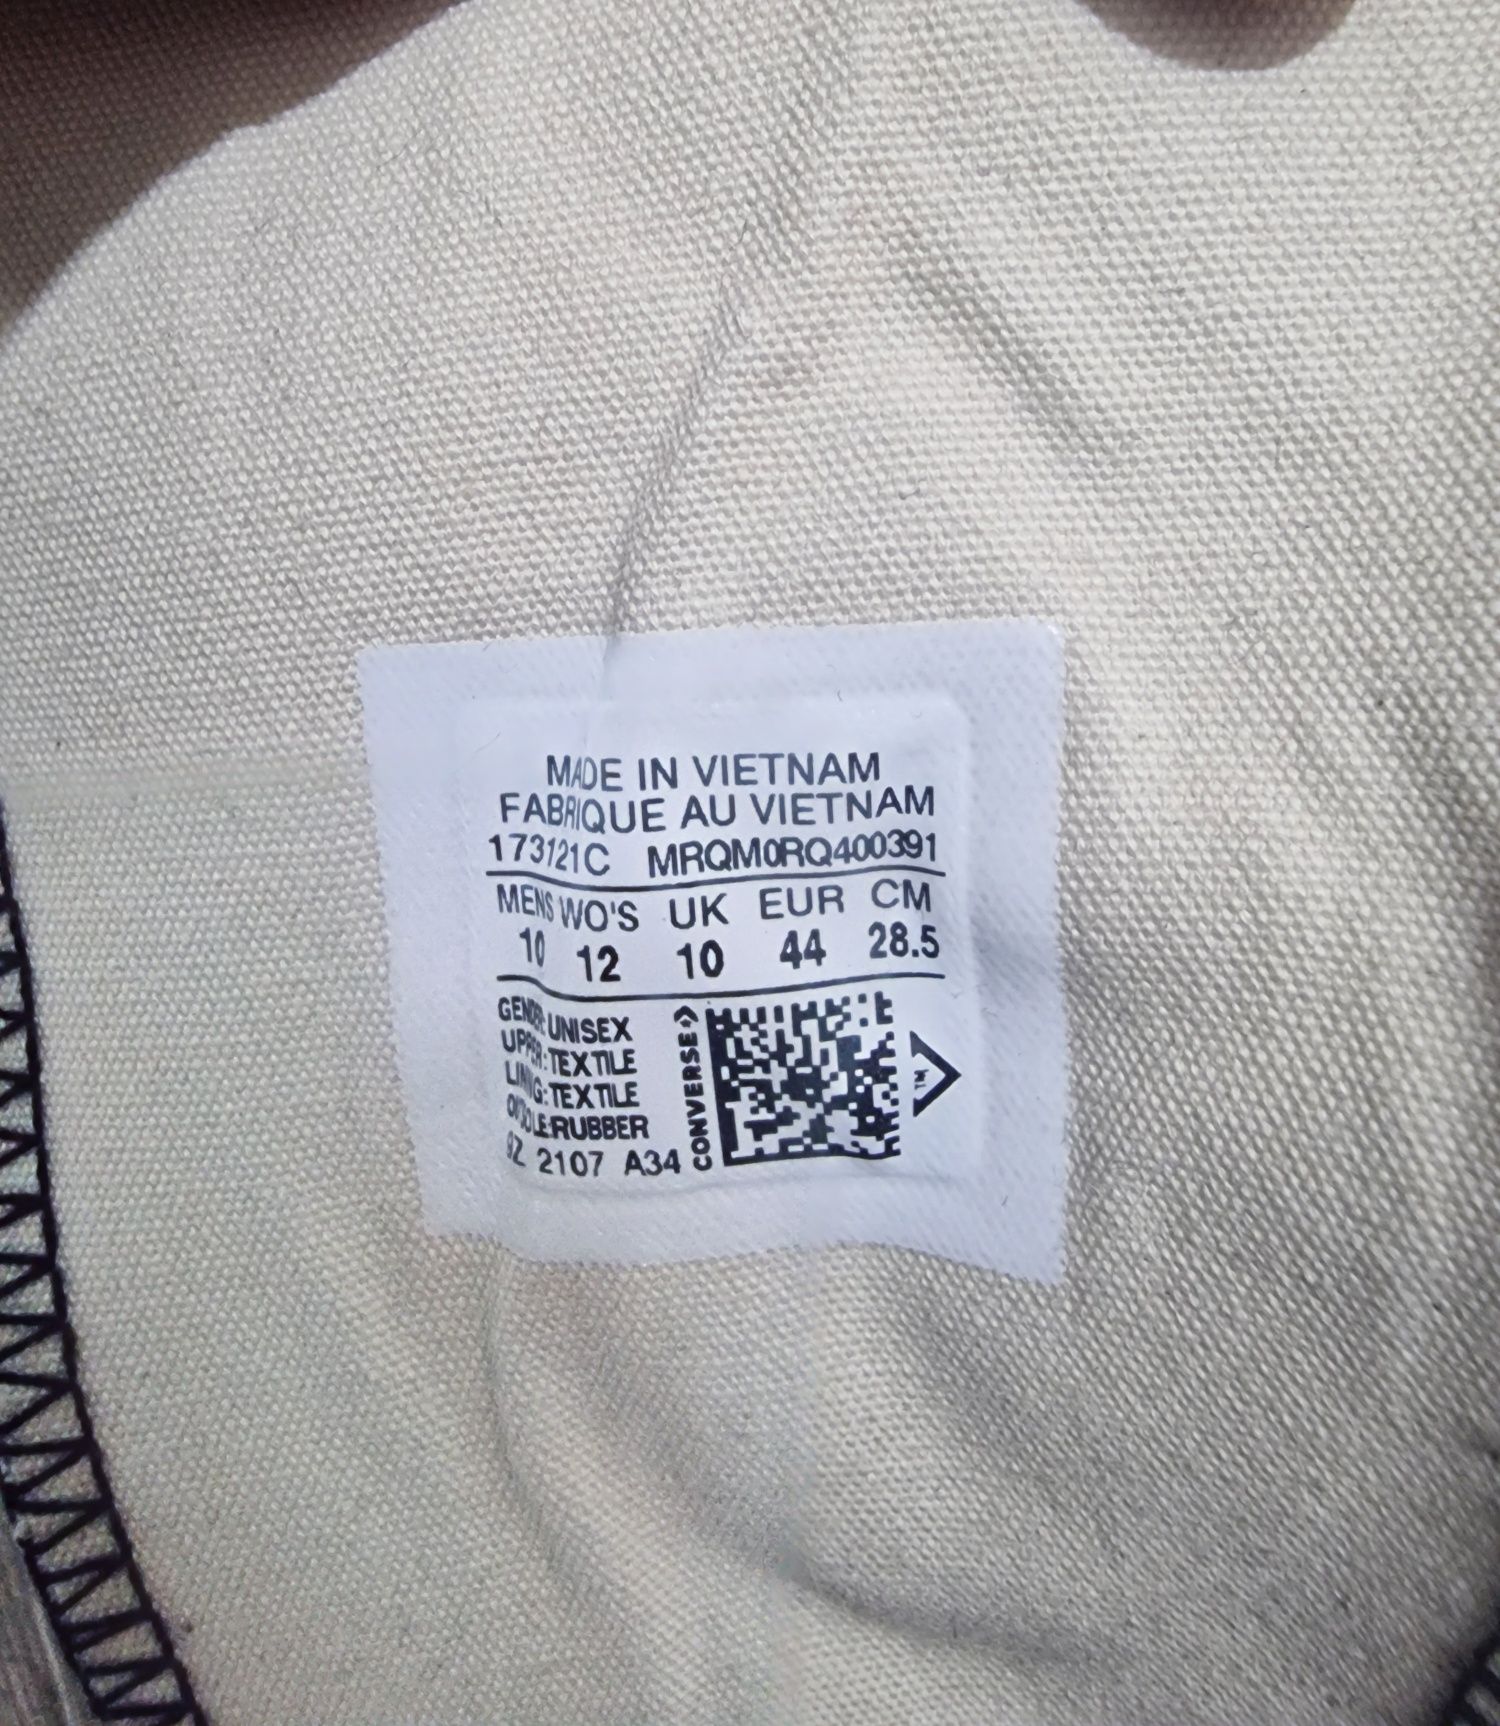 MADE IN VIETNAM
FABRIQUE AU VIETNAM
173121C MRQM0RQ400391
MENS WO'S UK EUR CM
10 12 10 44 28.5
GENDER:UNISEX
UPPER:TEXTILE
LINING:TEXTILE
RUBBER
2107 A34
CONVERSE
TM